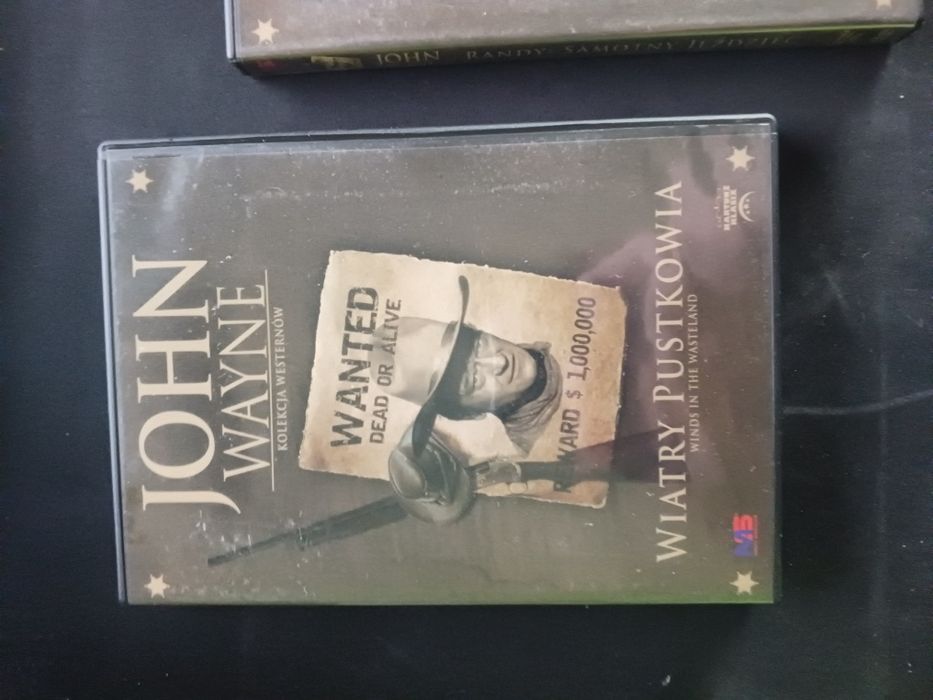 JOHN RANDY SAMOTNY JEŹDZIEC
JOHN
WAYNE
KOLEKCJA WESTERNÓW
WANTED
DEAD OR ALIVE
REWARD $ 1,000,000
WIATRY PUSTKOWIA
WINDS IN THE WASTELAND